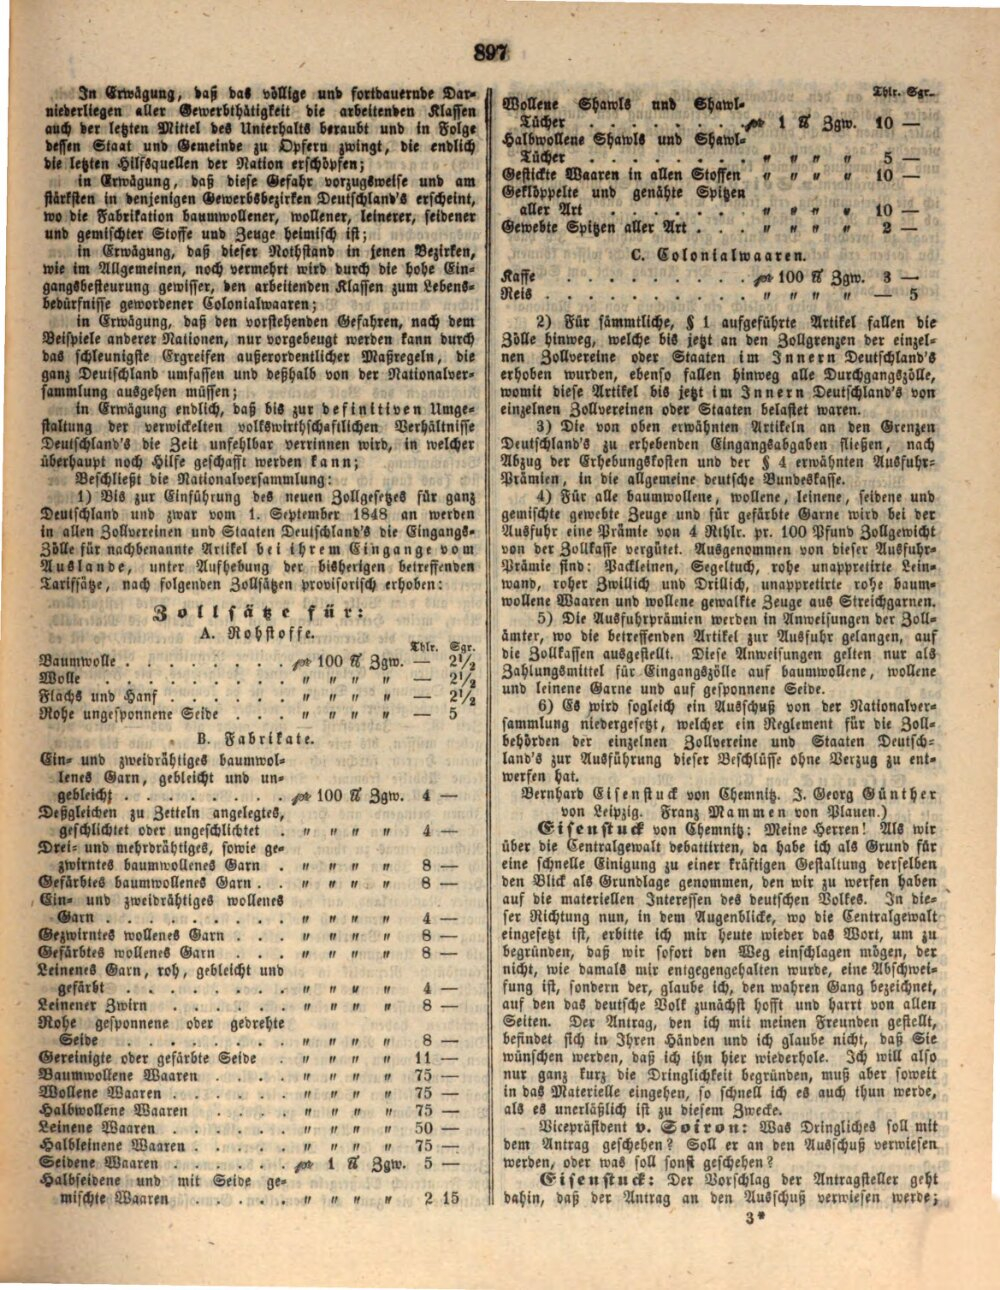 897
In Erwägung, daß das völlige und fortdauernde Dar-
niederliegen aller Gewerbthätigkeit die arbeitenden Klassen
auch der letzten Mittel des Unterhalts beraubt und in Folge
dessen Staat und Gemeinde zu Opfern zwingt, die endlich
die letzten Hilfsquellen der Nation erschöpfen;
in Erwägung, daß diese Gefahr vorzugsweise und am
stärksten in denjenigen Gewerbsbezirken Deutschland's erscheint,
wo die Fabrikation baumwollener, wollener, leinerer, seidener
und gemischter Stoffe und Zeuge heimisch ist;
in Erwägung, daß dieser Nothstand in jenen Bezirken,
wie im Allgemeinen, noch vermehrt wird durch die hohe Ein-
gangsbesteurung gewisser, den arbeitenden Klassen zum Lebens-
bedürfnisse gewordener Colonialwaaren;
in Erwägung, daß den vorstehenden Gefahren, nach dem
Beispiele anderer Nationen, nur vorgebeugt werden kann durch
das schleunigste Ergreifen außerordentlicher Maßregeln, die
ganz Deutschland umfassen und deßhalb von der Nationalver-
sammlung ausgehen müssen;
in Erwägung endlich, daß bis zur definitiven Umge-
staltung der verwickelten volkswirthschaftlichen Verhältnisse
Deutschland's die Zeit unfehlbar verrinnen wird, in welcher
überhaupt noch Hilfe geschafft werden kann;
Beschließt die Nationalversammlung:
1) Bis zur Einführung des neuen Zollgesetzes für ganz
Deutschland und zwar vom 1. September 1848 an werden
in allen Zollvereinen und Staaten Deutschland's die Eingangs-
Zölle für nachbenannte Artikel bei ihrem Eingange vom
Auslande, unter Aufhebung der bisherigen betreffenden
Tarifsätze, nach folgenden Zollsätzen provisorisch erhoben:
Zollsätze für:
A. Rohstoffe.
Thlr. Sgr.
Baumwolle . . . . . . . . pr 100 ℔ Zgw. — 2½
Wolle . . . . . . . . . " " " " — 2½
Flachs und Hanf . . . . . . " " " " — 2½
Rohe ungesponnene Seide . . . " " " " — 5
B. Fabrikate.
Ein- und zweidrähtiges baumwol-
lenes Garn, gebleicht und un-
gebleicht . . . . . . . . pr 100 ℔ Zgw. 4 —
Deßgleichen zu Zetteln angelegtes,
geschlichtet oder ungeschlichtet . " " " " 4 —
Drei- und mehrdrähtiges, sowie ge-
zwirntes baumwollenes Garn . " " " " 8 —
Gefärbtes baumwollenes Garn . . " " " " 8 —
Ein- und zweidrähtiges wollenes
Garn . . . . . . . . . " " " " 4 —
Gezwirntes wollenes Garn . . . " " " " 8 —
Gefärbtes wollenes Garn . . . " " " " 8 —
Leinenes Garn, roh, gebleicht und
gefärbt . . . . . . . . " " " " 4 —
Leinener Zwirn . . . . . . " " " " 8 —
Rohe gesponnene oder gedrehte
Seide . . . . . . . . " " " " 8 —
Gereinigte oder gefärbte Seide . " " " " 11 —
Baumwollene Waaren . . . . " " " " 75 —
Wollene Waaren . . . . . . " " " " 75 —
Halbwollene Waaren . . . . " " " " 75 —
Leinene Waaren . . . . . . " " " " 50 —
Halbleinene Waaren . . . . . " " " " 75 —
Seidene Waaren . . . . . . pr 1 ℔ Zgw. 5 —
Halbseidene und mit Seide ge-
mischte Waaren . . . . . " " " " 2 15
Thlr. Sgr.
Wollene Shawls und Shawl-
Tücher . . . . . . . pr 1 ℔ Zgw. 10 —
Halbwollene Shawls und Shawl-
Tücher . . . . . . . . " " " " 5 —
Gestickte Waaren in allen Stoffen " " " " 10 —
Geklöppelte und genähte Spitzen
aller Art . . . . . . . " " " " 10 —
Gewebte Spitzen aller Art . . . " " " " 2 —
C. Colonialwaaren.
Kaffe . . . . . . . . . pr 100 ℔ Zgw. 3 —
Reis . . . . . . . . . . " " " " — 5
2) Für sämmtliche, § 1 aufgeführte Artikel fallen die
Zölle hinweg, welche bis jetzt an den Zollgrenzen der einzel-
nen Zollvereine oder Staaten im Innern Deutschland's
erhoben wurden, ebenso fallen hinweg alle Durchgangszölle,
womit diese Artikel bis jetzt im Innern Deutschland's von
einzelnen Zollvereinen oder Staaten belastet waren.
3) Die von oben erwähnten Artikeln an den Grenzen
Deutschland's zu erhebenden Eingangsabgaben fließen, nach
Abzug der Erhebungskosten und der § 4 erwähnten Ausfuhr-
Prämien, in die allgemeine deutsche Bundeskasse.
4) Für alle baumwollene, wollene, leinene, seidene und
gemischte gewebte Zeuge und für gefärbte Garne wird bei der
Ausfuhr eine Prämie von 4 Rthlr. pr. 100 Pfund Zollgewicht
von der Zollkasse vergütet. Ausgenommen von dieser Ausfuhr-
Prämie sind: Packleinen, Segeltuch, rohe unappretirte Lein-
wand, roher Zwillich und Drillich, unappretirte rohe baum-
wollene Waaren und wollene gewalkte Zeuge aus Streichgarnen.
5) Die Ausfuhrprämien werden in Anweisungen der Zoll-
ämter, wo die betreffenden Artikel zur Ausfuhr gelangen, auf
die Zollkassen ausgestellt. Diese Anweisungen gelten nur als
Zahlungsmittel für Eingangszölle auf baumwollene, wollene
und leinene Garne und auf gesponnene Seide.
6) Es wird sogleich ein Ausschuß von der Nationalver-
sammlung niedergesetzt, welcher ein Reglement für die Zoll-
behörden der einzelnen Zollvereine und Staaten Deutsch-
land's zur Ausführung dieser Beschlüsse ohne Verzug zu ent-
werfen hat.
Bernhard Eisenstuck von Chemnitz. J. Georg Günther
von Leipzig. Franz Mammen von Plauen.)
Eisenstuck von Chemnitz: Meine Herren! Als wir
über die Centralgewalt debattirten, da habe ich als Grund für
eine schnelle Einigung zu einer kräftigen Gestaltung derselben
den Blick als Grundlage genommen, den wir zu werfen haben
auf die materiellen Interessen des deutschen Volkes. In die-
ser Richtung nun, in dem Augenblicke, wo die Centralgewalt
eingesetzt ist, erbitte ich mir heute wieder das Wort, um zu
begründen, daß wir sofort den Weg einschlagen mögen, der
nicht, wie damals mir entgegengehalten wurde, eine Abschwei-
fung ist, sondern der, glaube ich, den wahren Gang bezeichnet,
auf den das deutsche Volk zunächst hofft und harrt von allen
Seiten. Der Antrag, den ich mit meinen Freunden gestellt,
befindet sich in Ihren Händen und ich glaube nicht, daß Sie
wünschen werden, daß ich ihn hier wiederhole. Ich will also
nur ganz kurz die Dringlichkeit begründen, muß aber soweit
in das Materielle eingehen, so schnell ich es auch thun werde,
als es unerläßlich ist zu diesem Zwecke.
Vicepräsident v. Soiron: Was Dringliches soll mit
dem Antrag geschehen? Soll er an den Ausschuß verwiesen
werden, oder was soll sonst geschehen?
Eisenstuck: Der Vorschlag der Antragsteller geht
dahin, daß der Antrag an den Ausschuß verwiesen werde;
3*